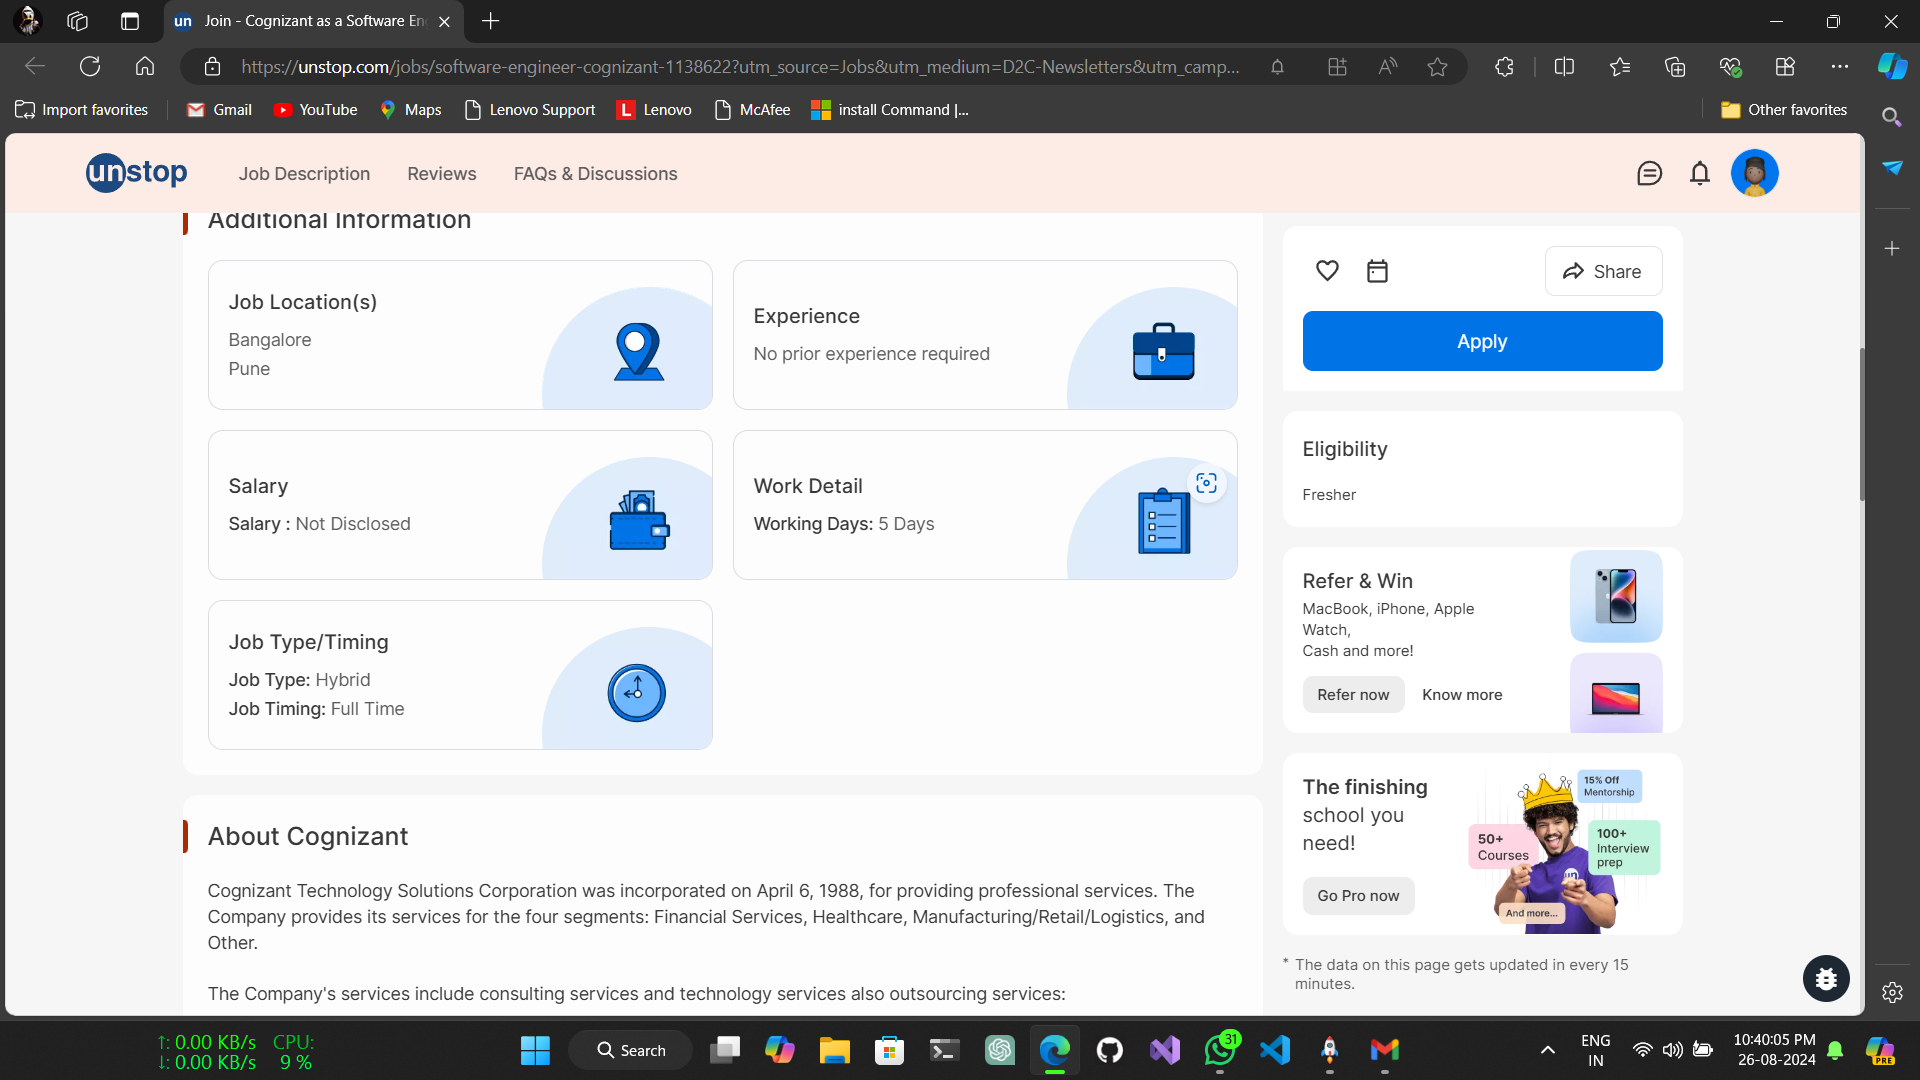 Join - Cognizant as a Software En
https://unstop.com/jobs/software-engineer-cognizant-1138622?utm_source=Jobs&utm_medium=D2C-Newsletters&utm_camp...
Import favorites
Gmail
YouTube
Maps
Lenovo Support
L Lenovo
McAfee
install Command |...
Other favorites
unstop
Job Description
Reviews
FAQs & Discussions
Additional Information
Job Location(s)
Bangalore
Pune
Experience
No prior experience required
Salary
Salary : Not Disclosed
Work Detail
Working Days: 5 Days
Job Type/Timing
Job Type: Hybrid
Job Timing: Full Time
About Cognizant
Cognizant Technology Solutions Corporation was incorporated on April 6, 1988, for providing professional services. The
Company provides its services for the four segments: Financial Services, Healthcare, Manufacturing/Retail/Logistics, and
Other.
The Company's services include consulting services and technology services also outsourcing services:
Share
Apply
Eligibility
Fresher
Refer & Win
MacBook, iPhone, Apple
Watch,
Cash and more!
Refer now
Know more
The finishing
school you
need!
Go Pro now
15% Off
Mentorship
50+
Courses
100+
Interview
prep
un
And more...
* The data on this page gets updated in every 15
minutes.
↑: 0.00 KB/s CPU:
↓: 0.00 KB/s 9 %
Search
31
ENG
IN
10:40:05 PM
26-08-2024
PRE